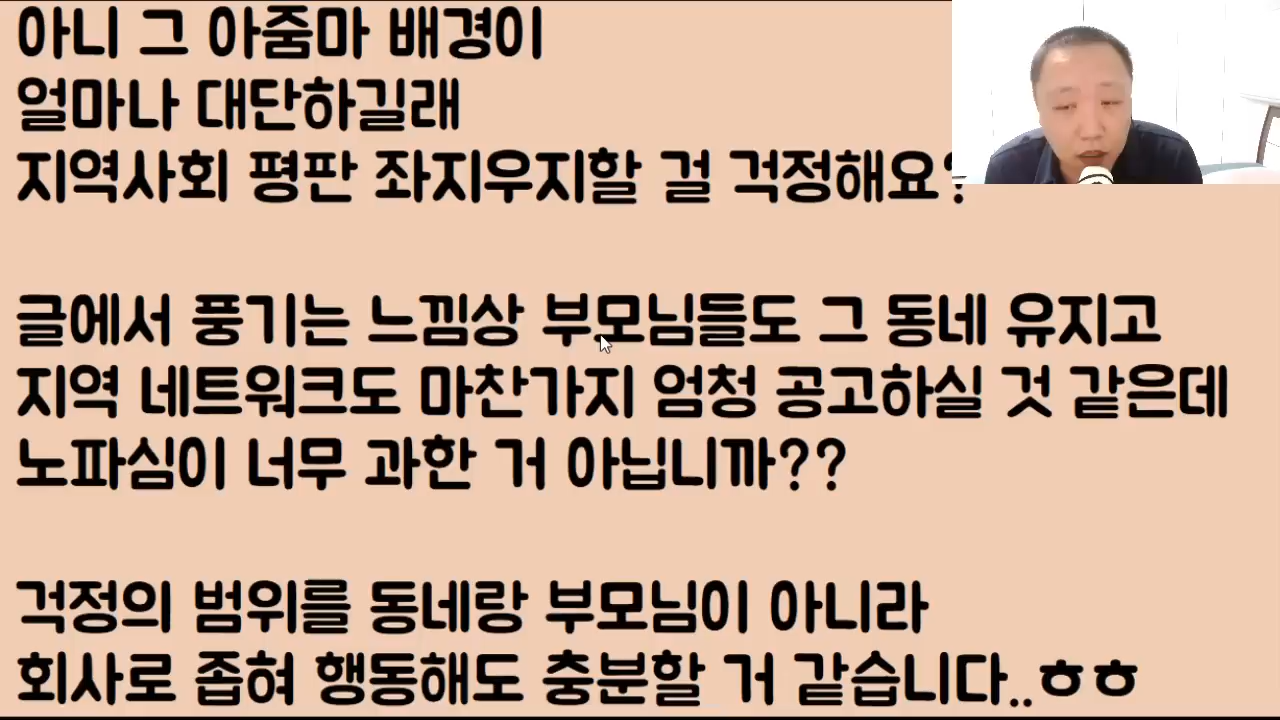 아니 그 아줌마 배경이
얼마나 대단하길래
지역사회 평판 좌지우지할 걸 걱정해요?
글에서 풍기는 느낌상 부모님들도 그 동네 유지고
지역 네트워크도 마찬가지 엄청 공고하실 것 같은데
노파심이 너무 과한 거 아닙니까??
걱정의 범위를 동네랑 부모님이 아니라
회사로 좁혀 행동해도 충분할 거 같습니다..ㅎㅎ